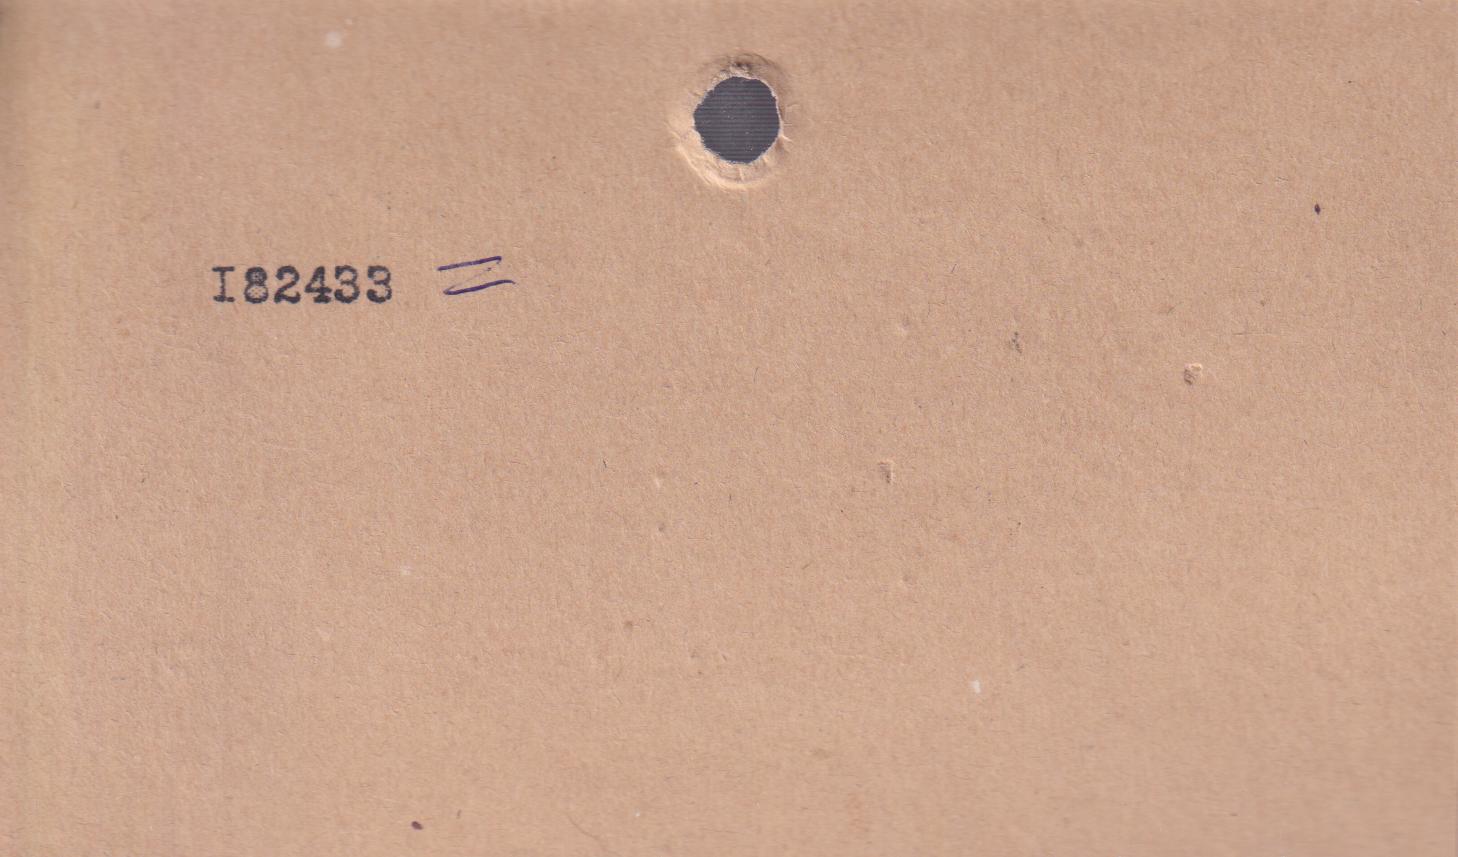 I82433 =